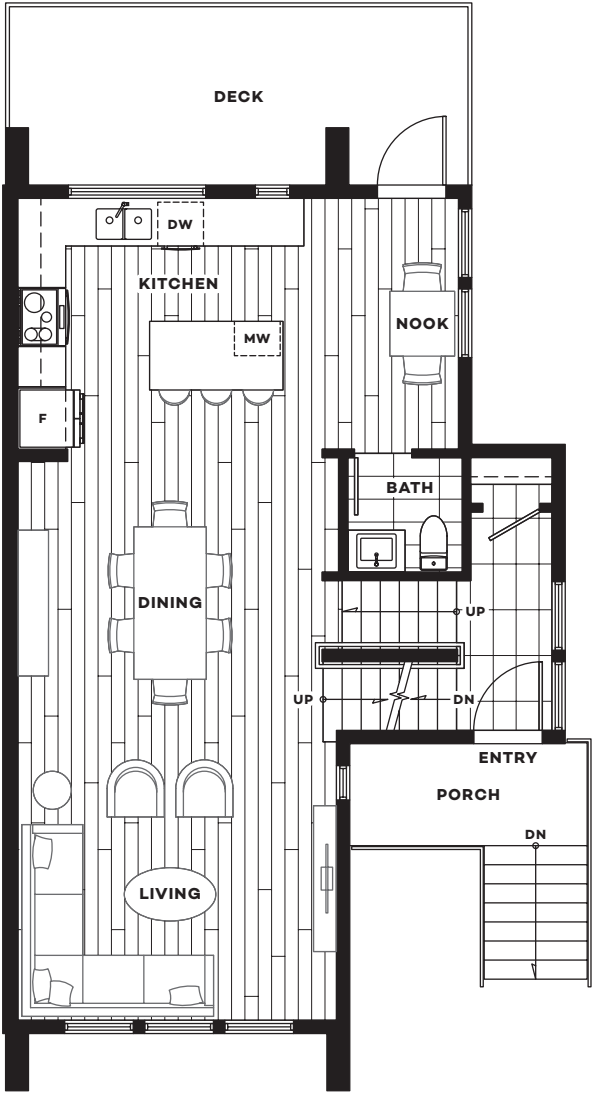 DECK
DW
KITCHEN
NOOK
MW
F
BATH
DINING
UP
UP
DN
ENTRY
PORCH
DN
LIVING